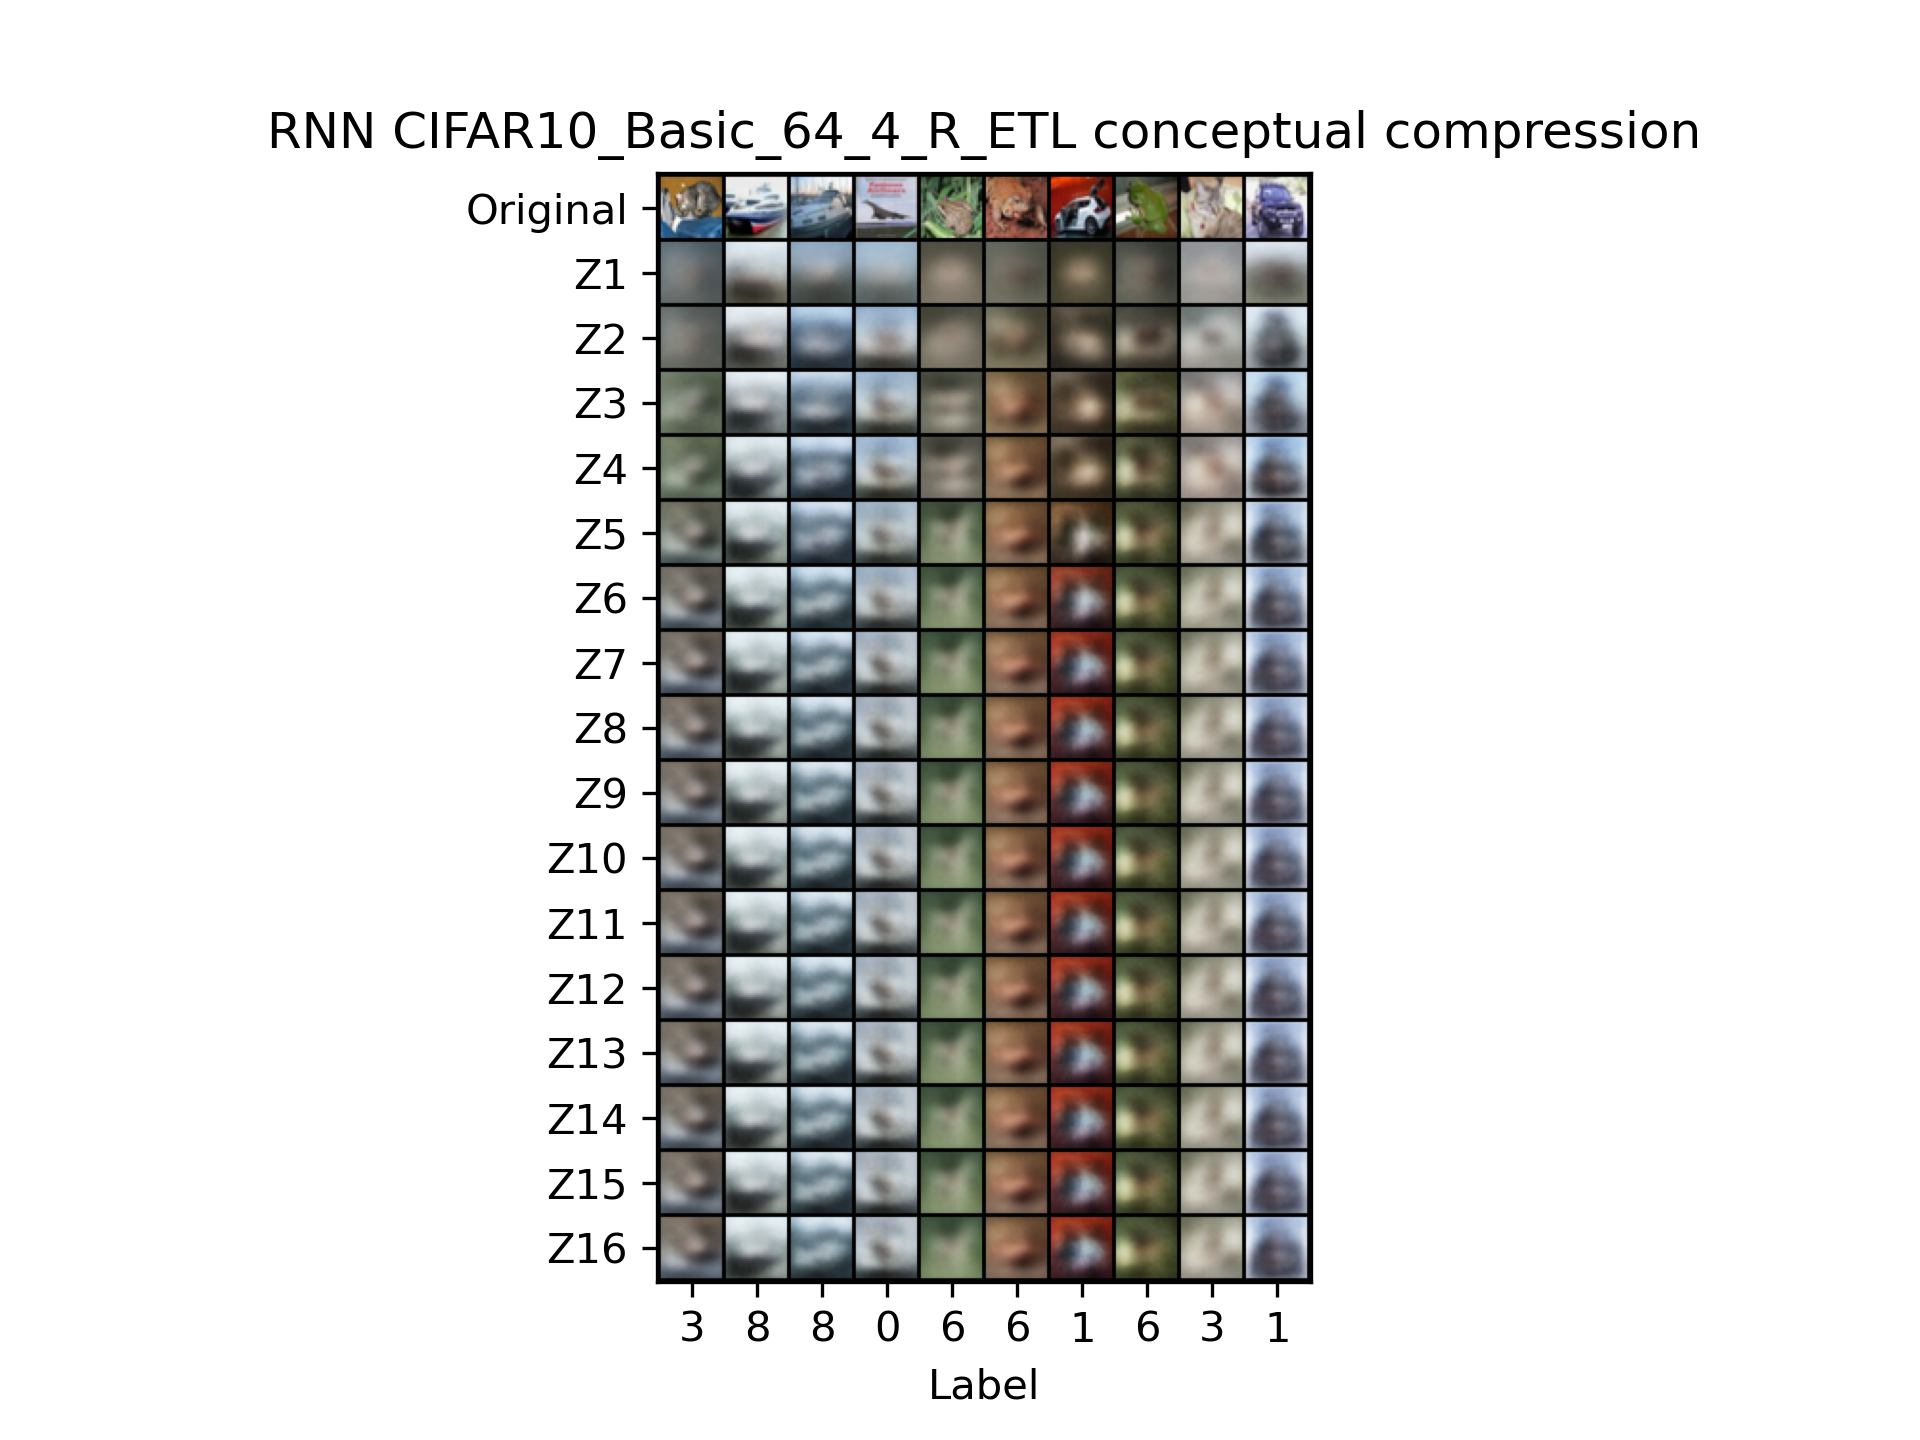 RNN CIFAR10_Basic_64_4_R_ETL conceptual compression
Original
Z1
Z2
Z3
Z4
Z5
Z6
Z7
Z8
Z9
Z10
Z11
Z12
Z13
Z14
Z15
Z16
3 8 8 0 6 6 1 6 3 1
Label